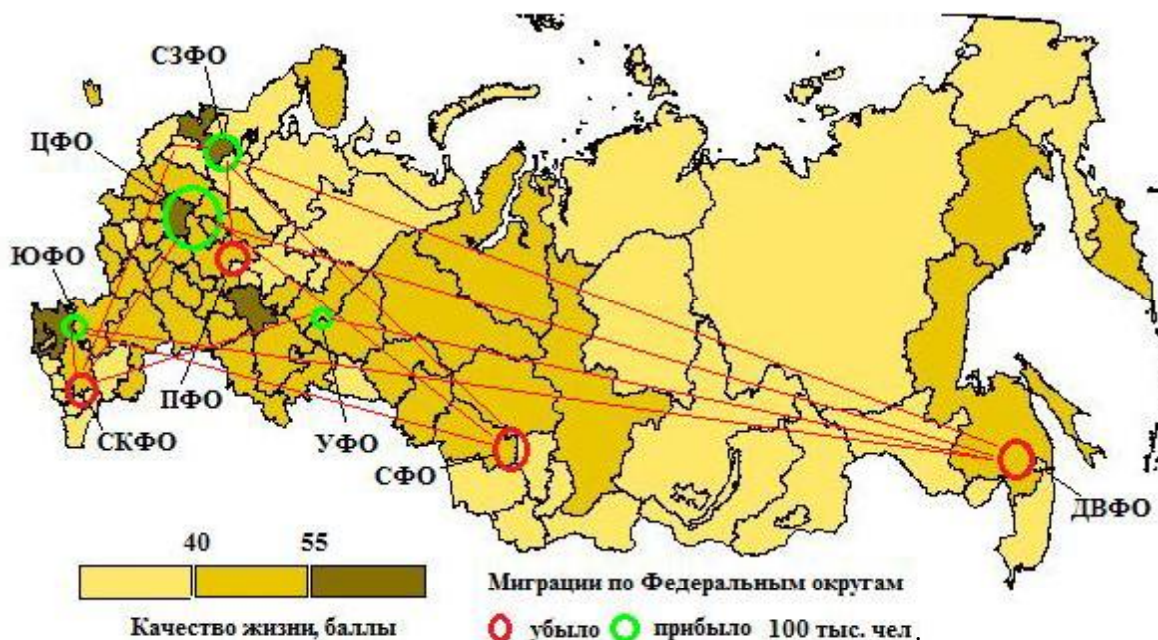 СЗФО
ЦФО
ЮФО
ПФО
СКФО
УФО
СФО
ДВФО
40 55
Миграции по Федеральным округам
Качество жизни, баллы
убыло прибыло 100 тыс. чел.